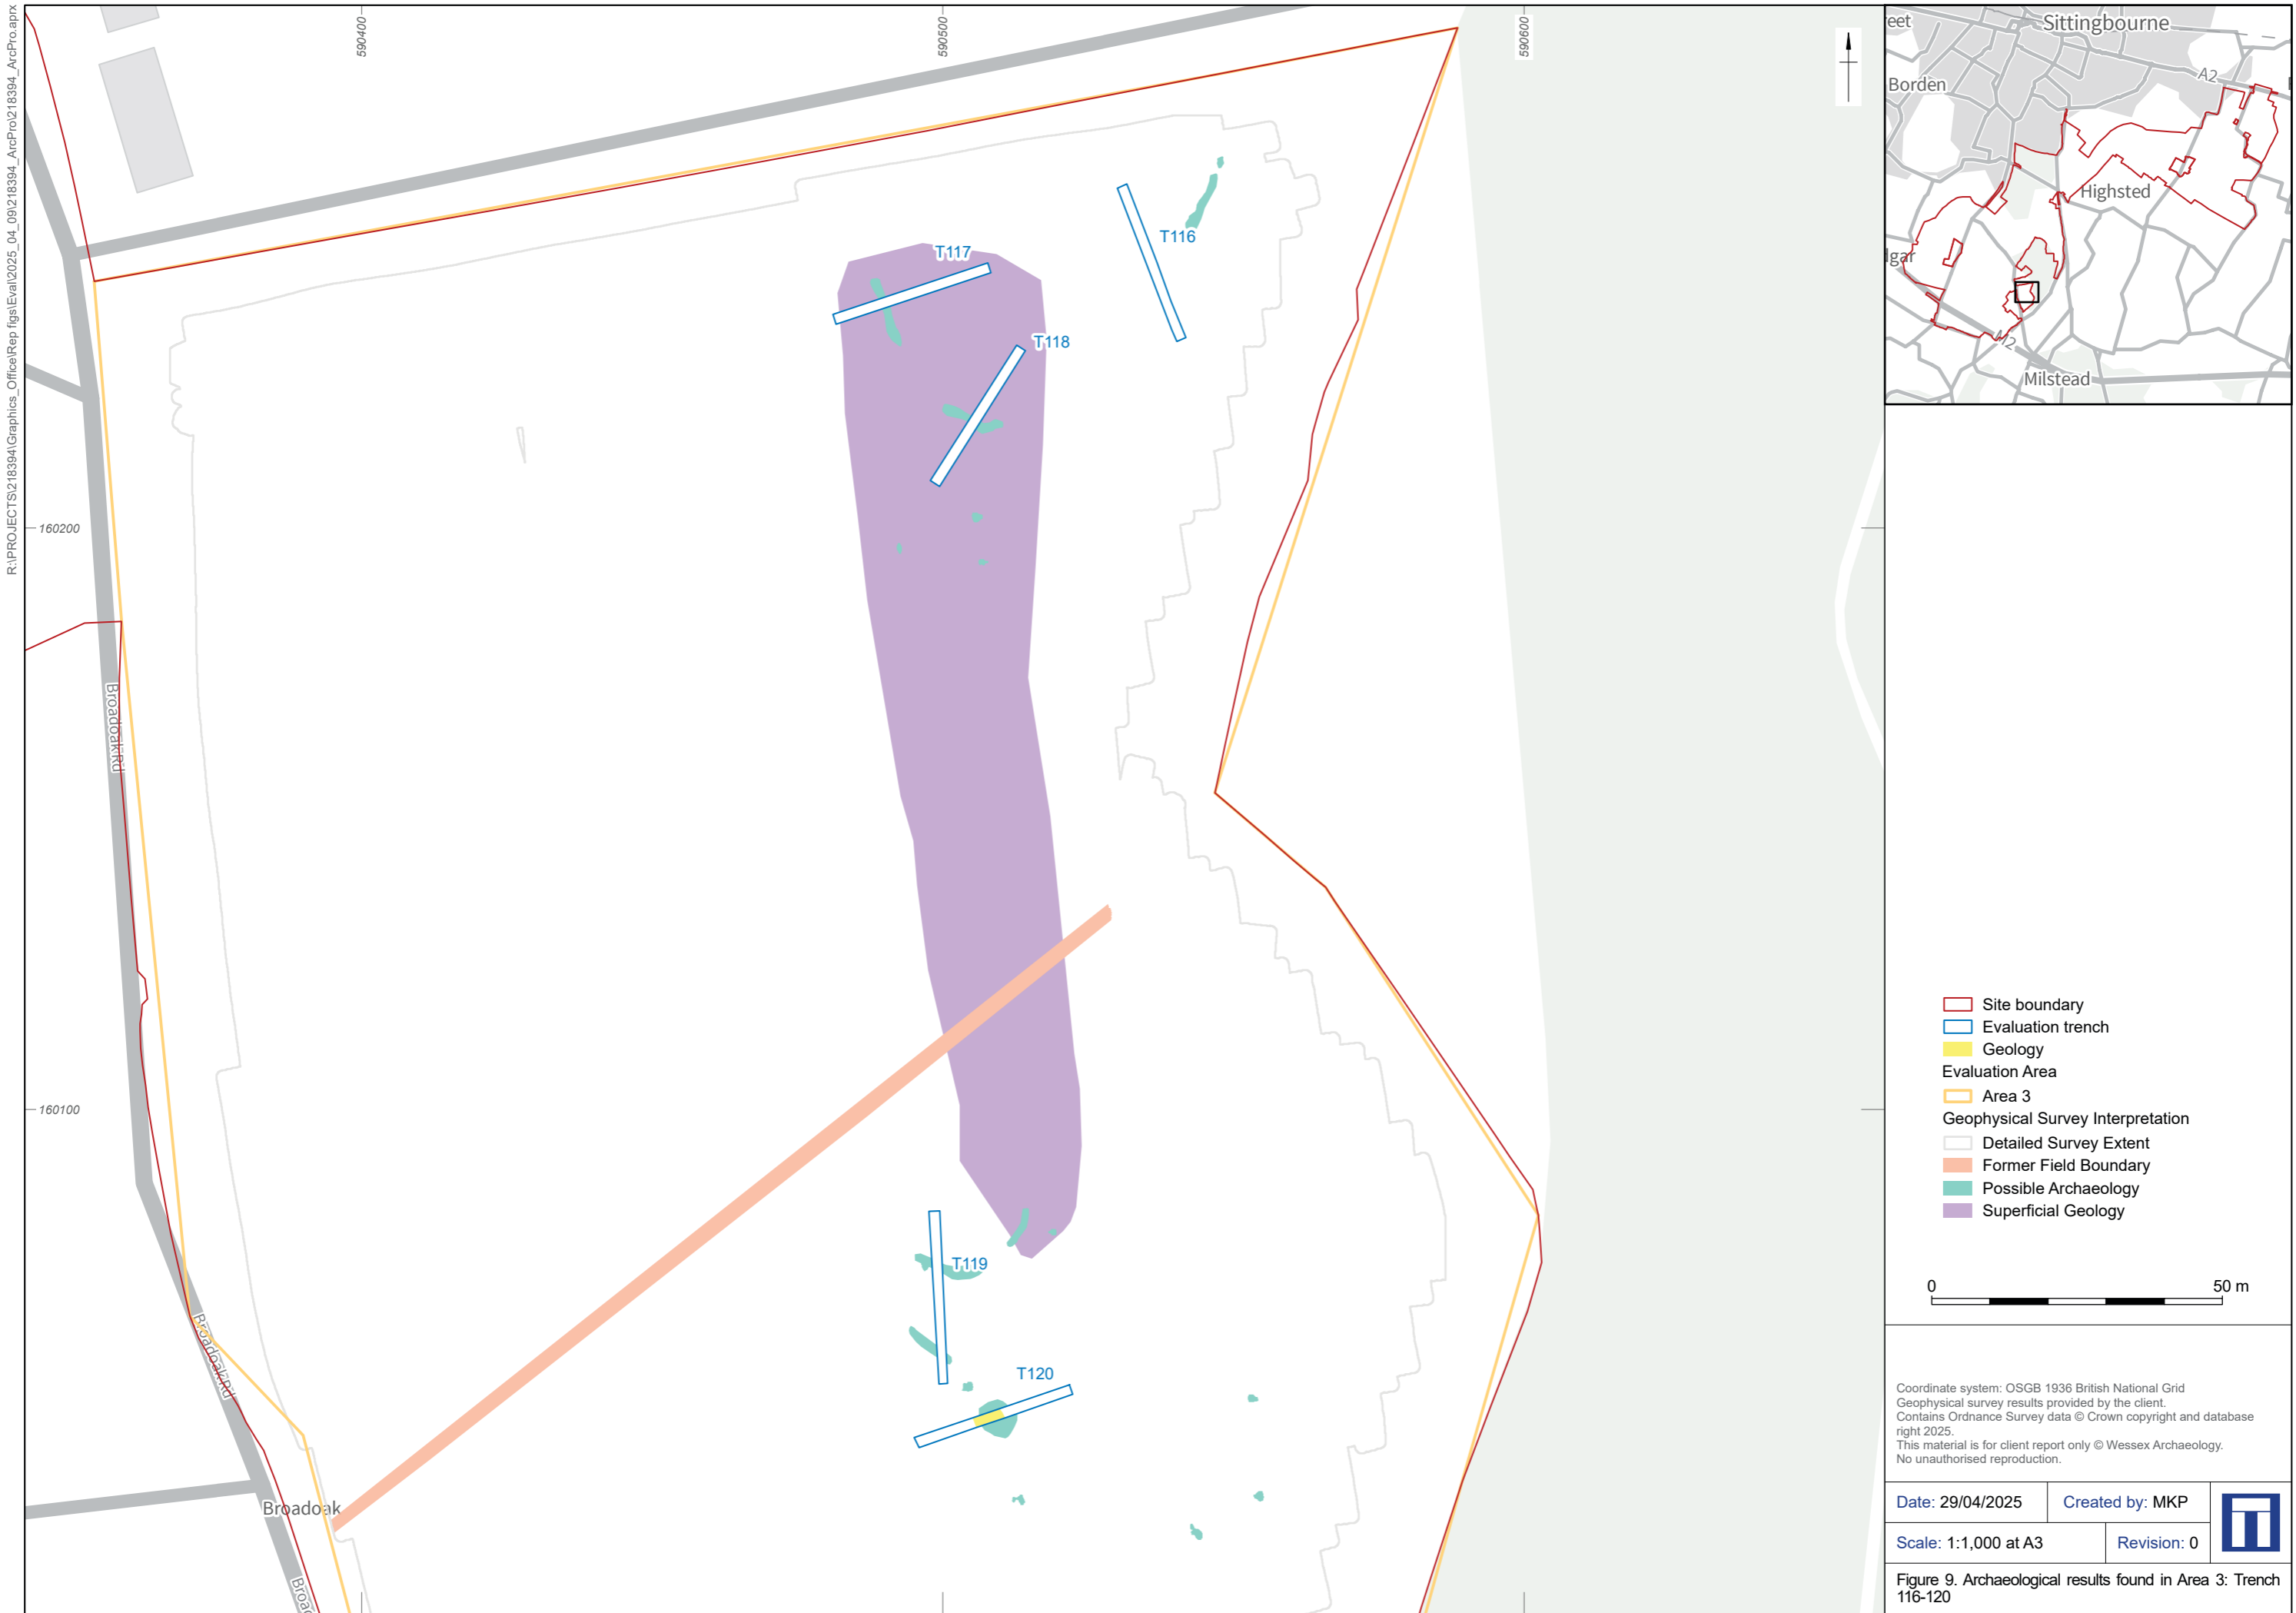 R:\PROJECTS\218394\Graphics_Office\Rep figs\Eval\2025_04_09\218394_ArcPro\218394_ArcPro.aprx
590400
590500
590600
160200
160100
T116
T117
T118
T119
T120
Broadoak Rd
Broadoak Rd
Broadoak
Broad
Sittingbourne
reet
Borden
A2
Highsted
lgar
M2
Milstead
Site boundary
Evaluation trench
Geology
Evaluation Area
Area 3
Geophysical Survey Interpretation
Detailed Survey Extent
Former Field Boundary
Possible Archaeology
Superficial Geology
0 50 m
Coordinate system: OSGB 1936 British National Grid
Geophysical survey results provided by the client.
Contains Ordnance Survey data © Crown copyright and database
right 2025.
This material is for client report only © Wessex Archaeology.
No unauthorised reproduction.
Date: 29/04/2025 Created by: MKP
Scale: 1:1,000 at A3 Revision: 0
Figure 9. Archaeological results found in Area 3: Trench
116-120